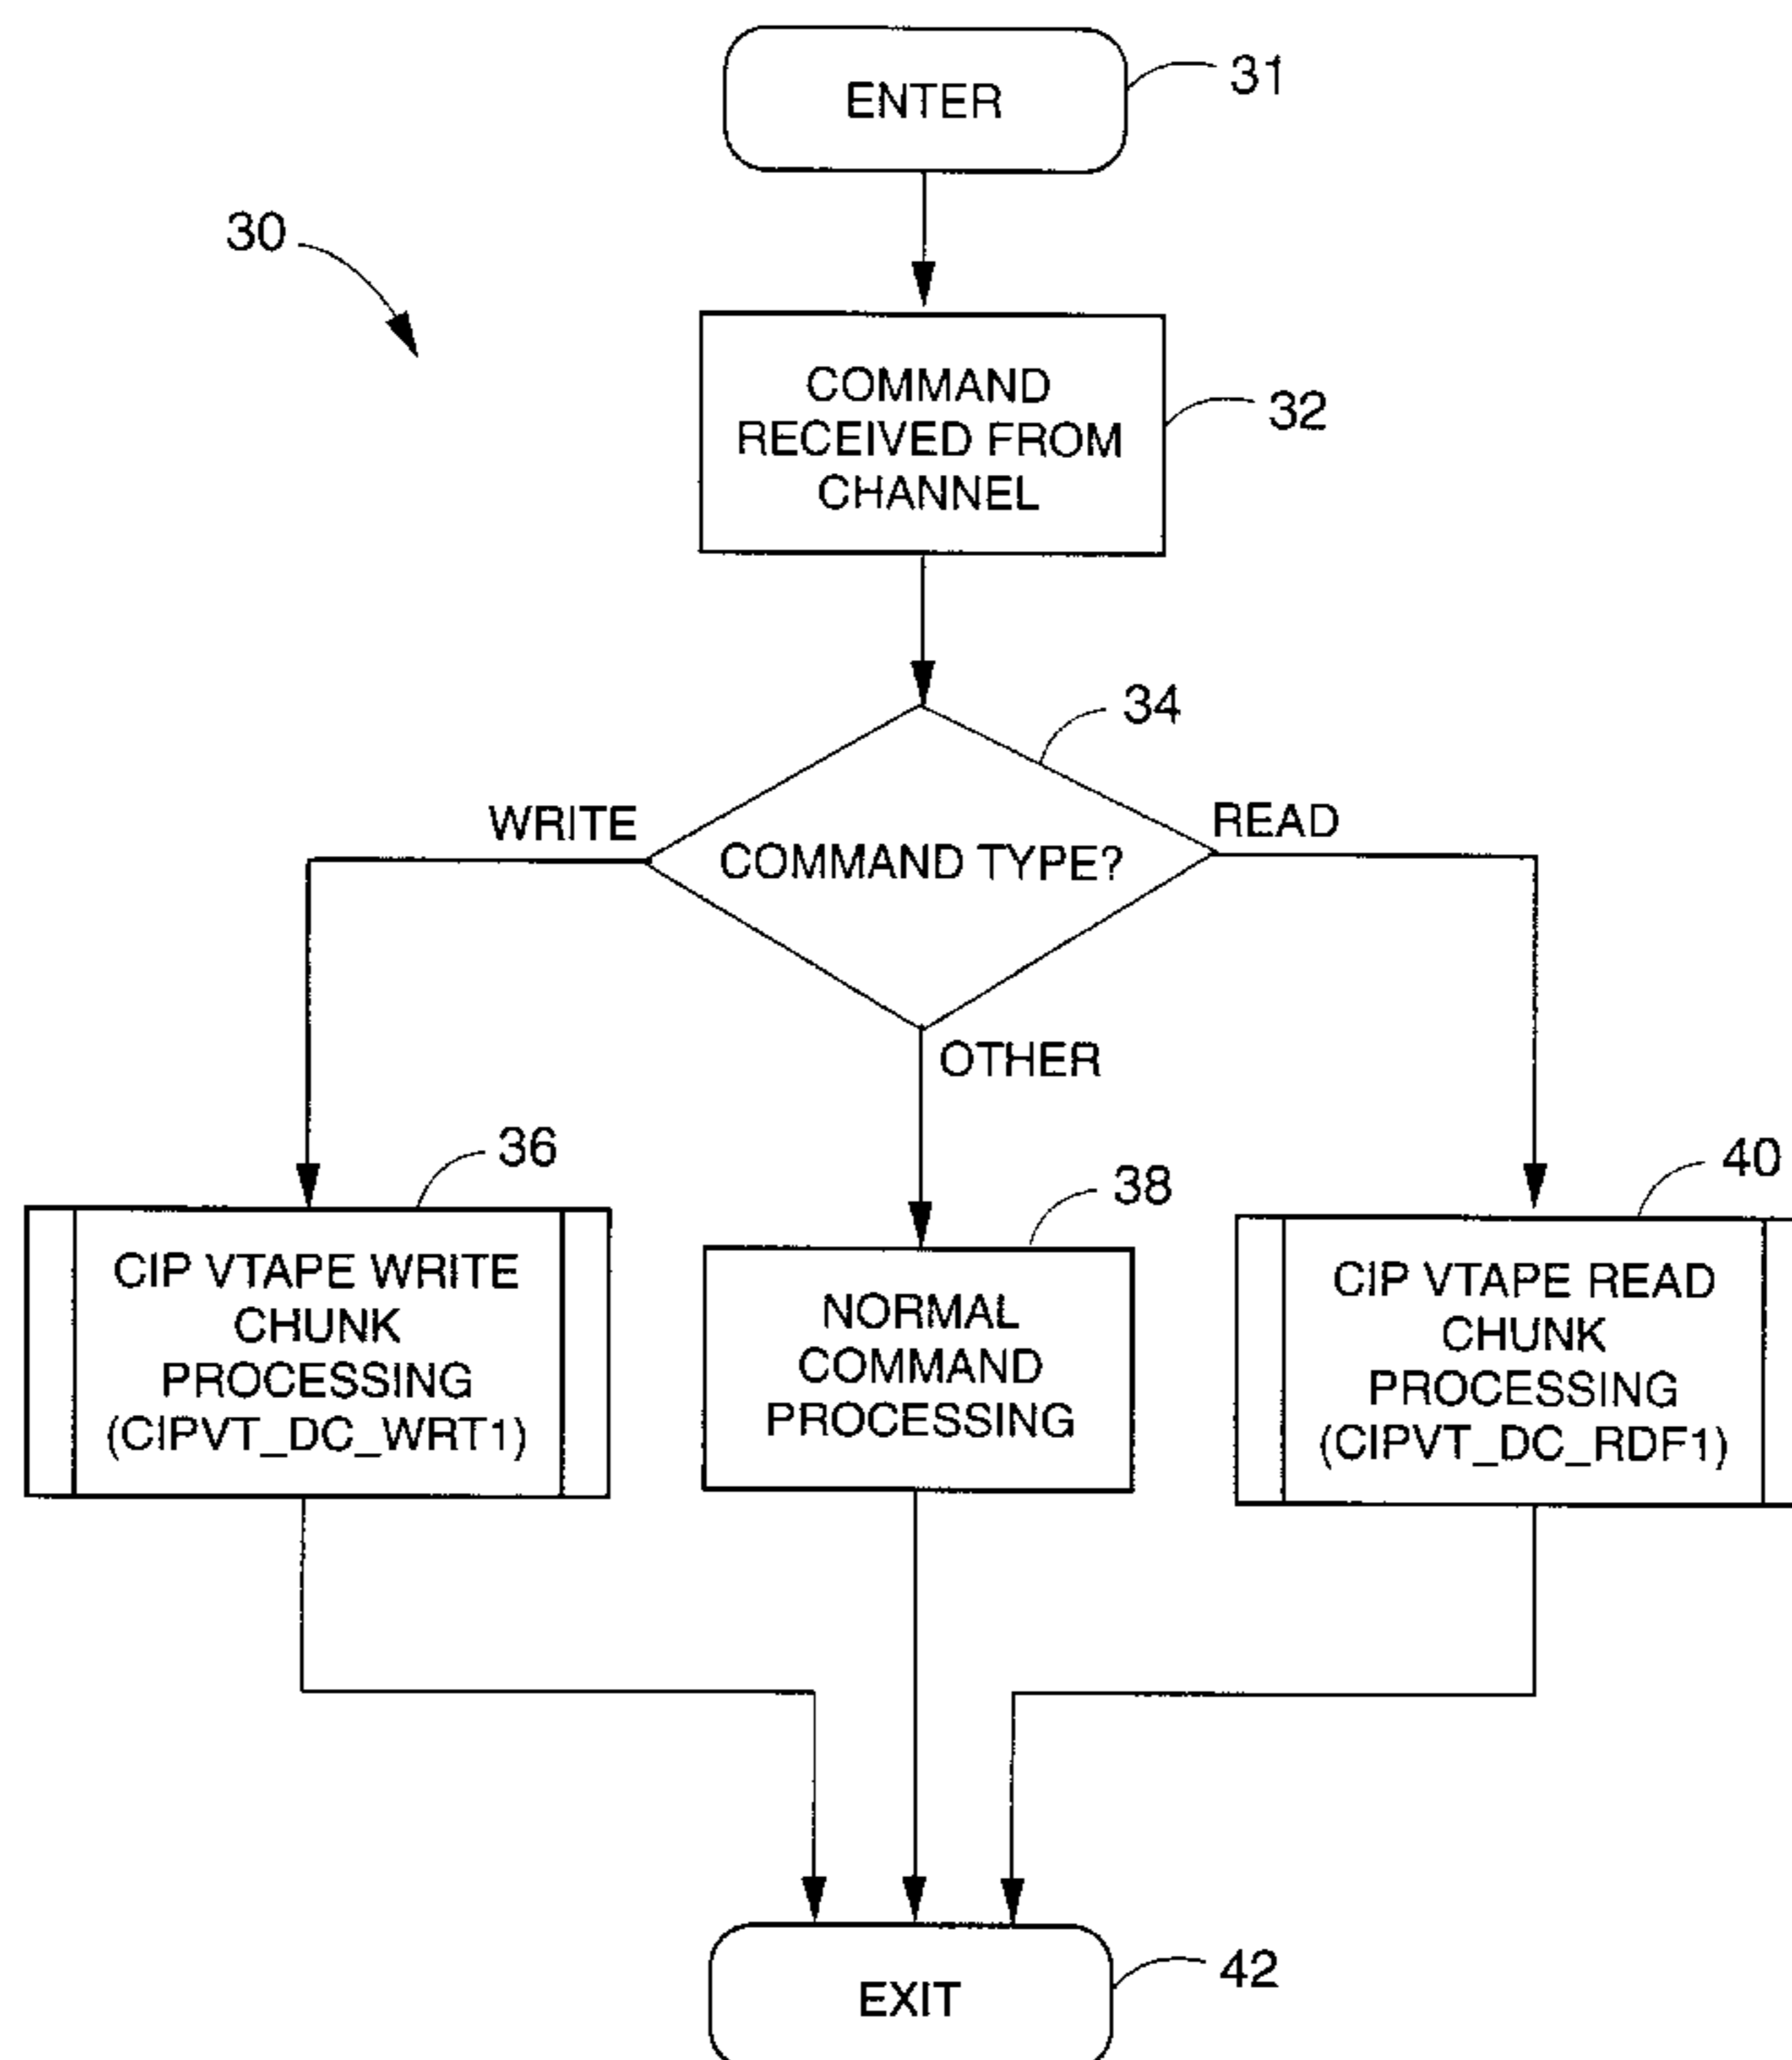 ENTER
31
30
COMMAND
RECEIVED FROM
CHANNEL
32
34
WRITE
COMMAND TYPE?
READ
OTHER
36
CIP VTAPE WRITE
CHUNK
PROCESSING
(CIPVT_DC_WRT1)
38
NORMAL
COMMAND
PROCESSING
40
CIP VTAPE READ
CHUNK
PROCESSING
(CIPVT_DC_RDF1)
EXIT
42